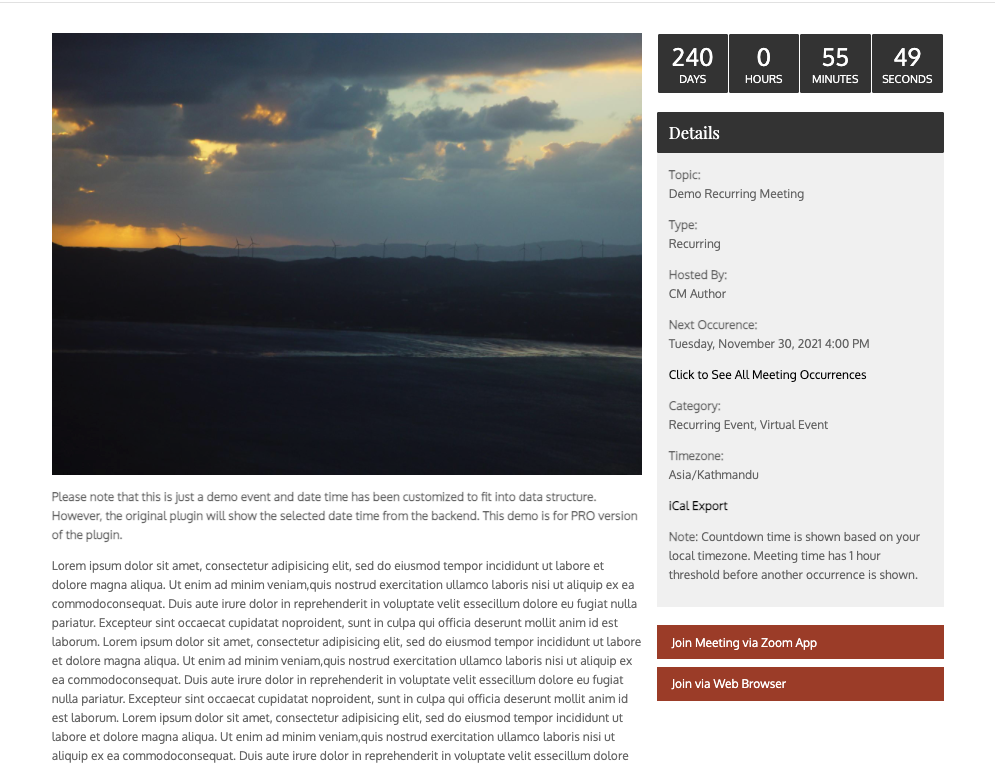 240 0 55 49
DAYS HOURS MINUTES SECONDS
Details
Topic:
Demo Recurring Meeting
Type:
Recurring
Hosted By:
CM Author
Next Occurence:
Tuesday, November 30, 2021 4:00 PM
Click to See All Meeting Occurrences
Category:
Recurring Event, Virtual Event
Timezone:
Asia/Kathmandu
iCal Export
Note: Countdown time is shown based on your
local timezone. Meeting time has 1 hour
threshold before another occurrence is shown.
Join Meeting via Zoom App
Join via Web Browser
Please note that this is just a demo event and date time has been customized to fit into data structure.
However, the original plugin will show the selected date time from the backend. This demo is for PRO version
of the plugin.
Lorem ipsum dolor sit amet, consectetur adipisicing elit, sed do eiusmod tempor incididunt ut labore et
dolore magna aliqua. Ut enim ad minim veniam,quis nostrud exercitation ullamco laboris nisi ut aliquip ex ea
commodoconsequat. Duis aute irure dolor in reprehenderit in voluptate velit essecillum dolore eu fugiat nulla
pariatur. Excepteur sint occaecat cupidatat noproident, sunt in culpa qui officia deserunt mollit anim id est
laborum. Lorem ipsum dolor sit amet, consectetur adipisicing elit, sed do eiusmod tempor incididunt ut labore
et dolore magna aliqua. Ut enim ad minim veniam,quis nostrud exercitation ullamco laboris nisi ut aliquip ex
ea commodoconsequat. Duis aute irure dolor in reprehenderit in voluptate velit essecillum dolore eu fugiat
nulla pariatur. Excepteur sint occaecat cupidatat noproident, sunt in culpa qui officia deserunt mollit anim id
est laborum. Lorem ipsum dolor sit amet, consectetur adipisicing elit, sed do eiusmod tempor incididunt ut
labore et dolore magna aliqua. Ut enim ad minim veniam,quis nostrud exercitation ullamco laboris nisi ut
aliquip ex ea commodoconsequat. Duis aute irure dolor in reprehenderit in voluptate velit essecillum dolore